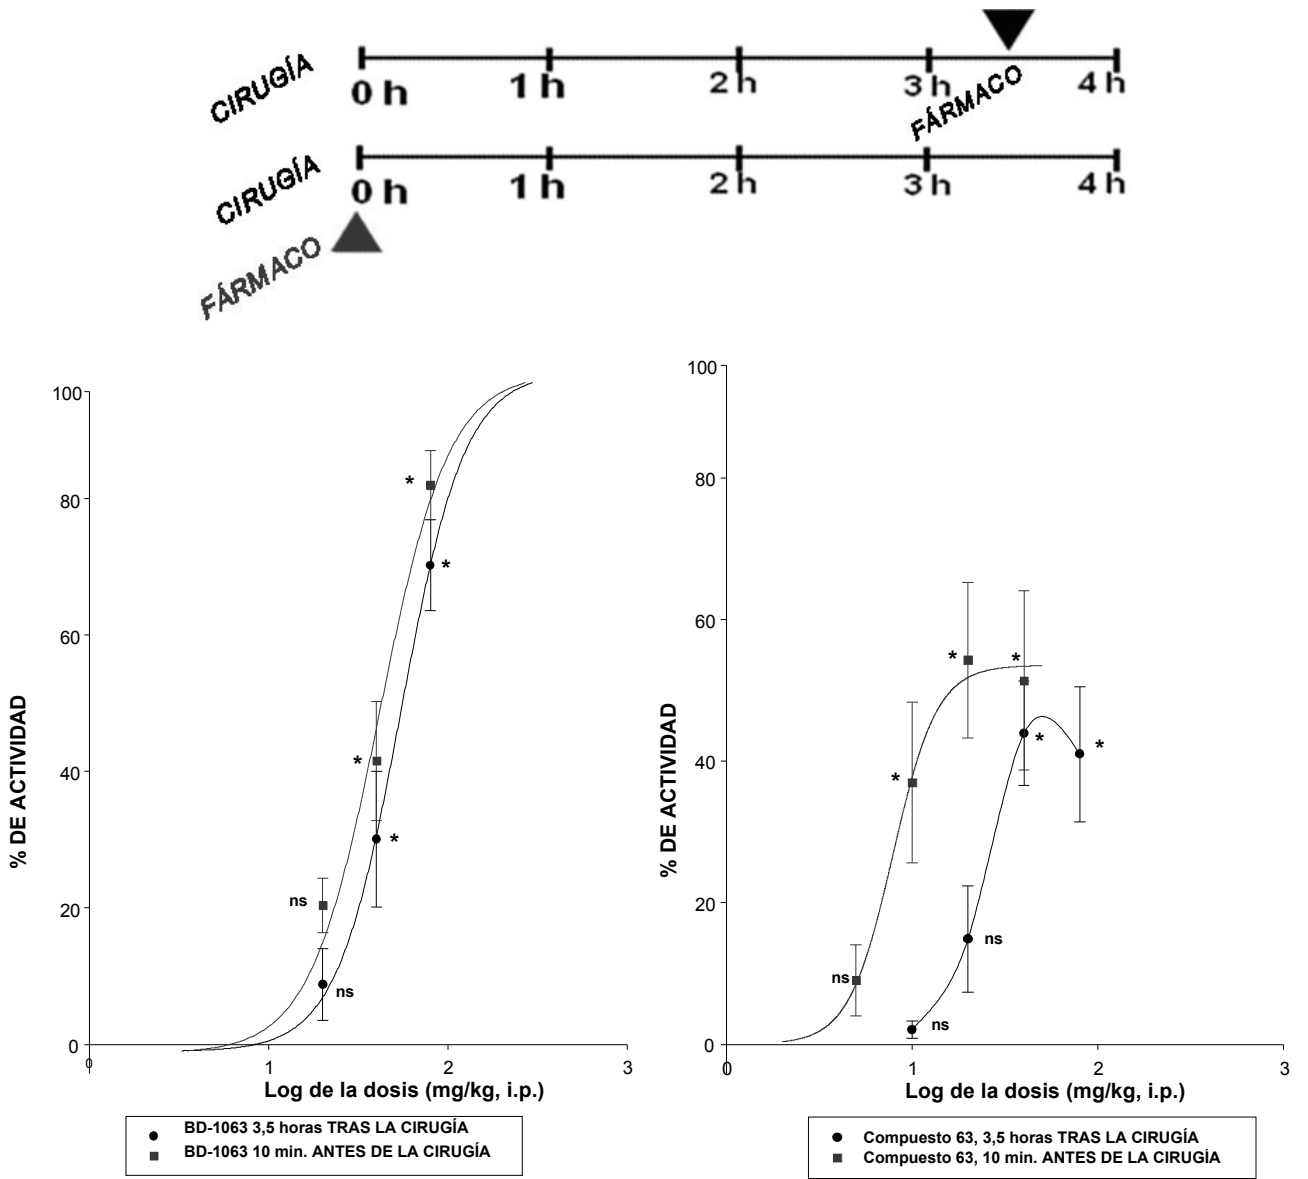 CIRUGÍA
0 h 1 h 2 h 3 h 4 h
FÁRMACO
CIRUGÍA
0 h 1 h 2 h 3 h 4 h
FÁRMACO
% DE ACTIVIDAD
100
80
60
40
20
0
0 1 2 3
* * * * ns ns
Log de la dosis (mg/kg, i.p.)
BD-1063 3,5 horas TRAS LA CIRUGÍA
BD-1063 10 min. ANTES DE LA CIRUGÍA
% DE ACTIVIDAD
100
80
60
40
20
0
0 1 2 3
* * * * * ns ns ns
Log de la dosis (mg/kg, i.p.)
Compuesto 63, 3,5 horas TRAS LA CIRUGÍA
Compuesto 63, 10 min. ANTES DE LA CIRUGÍA